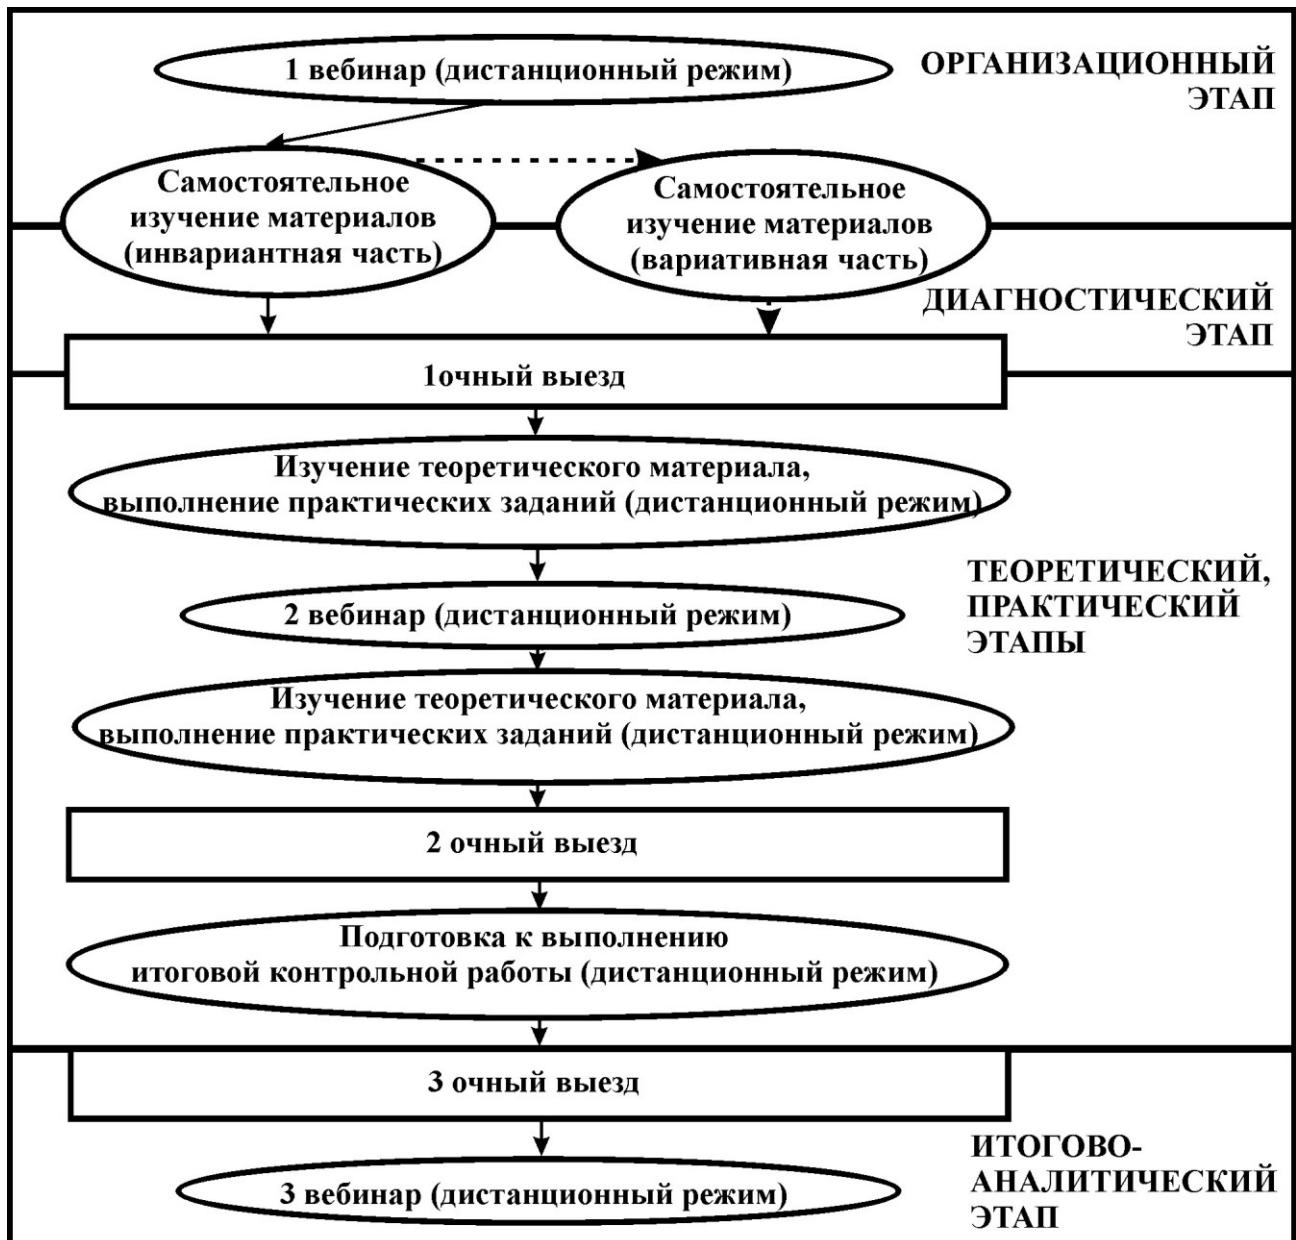 1 вебинар (дистанционный режим)
ОРГАНИЗАЦИОННЫЙ
ЭТАП
Самостоятельное
изучение материалов
(инвариантная часть)
Самостоятельное
изучение материалов
(вариативная часть)
ДИАГНОСТИЧЕСКИЙ
ЭТАП
1очный выезд
Изучение теоретического материала,
выполнение практических заданий (дистанционный режим)
2 вебинар (дистанционный режим)
ТЕОРЕТИЧЕСКИЙ,
ПРАКТИЧЕСКИЙ
ЭТАПЫ
Изучение теоретического материала,
выполнение практических заданий (дистанционный режим)
2 очный выезд
Подготовка к выполнению
итоговой контрольной работы (дистанционный режим)
3 очный выезд
3 вебинар (дистанционный режим)
ИТОГОВО-
АНАЛИТИЧЕСКИЙ
ЭТАП